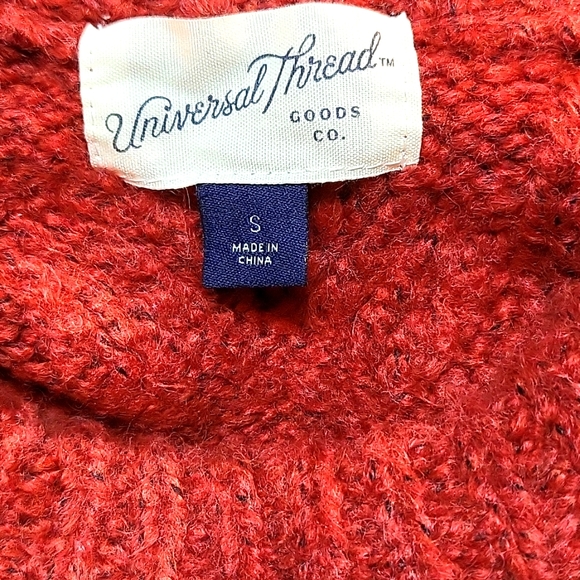 Universal Thread™
GOODS
CO.
S
MADE IN
CHINA